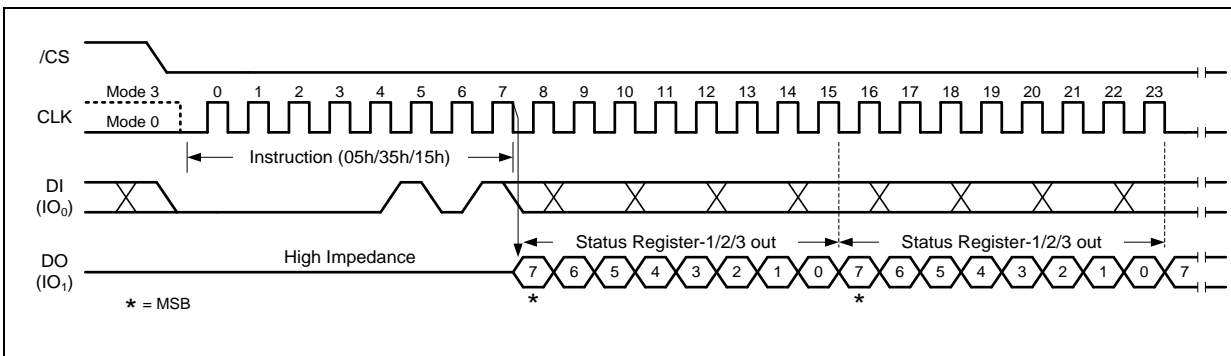 /CS
Mode 3 0 1 2 3 4 5 6 7 8 9 10 11 12 13 14 15 16 17 18 19 20 21 22 23
CLK
Mode 0
Instruction (05h/35h/15h)
DI
(IO0)
Status Register-1/2/3 out Status Register-1/2/3 out
High Impedance
DO
(IO1)
7 6 5 4 3 2 1 0 7 6 5 4 3 2 1 0 7
* *
* = MSB